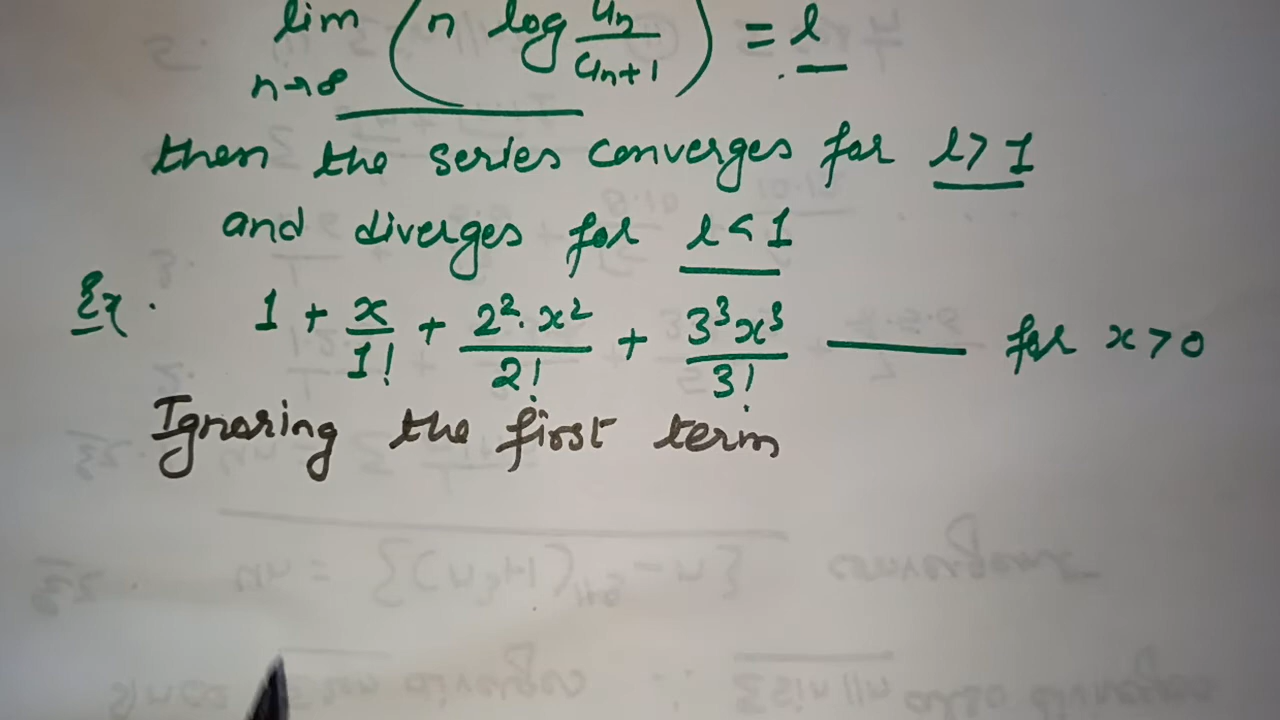 lim (n log un/un+1) = l
n→∞
then the series converges for l > 1
and diverges for l < 1
Ex. 1 + x/1! + 2².x²/2! + 3³x³/3! —— for x > 0
Ignoring the first term